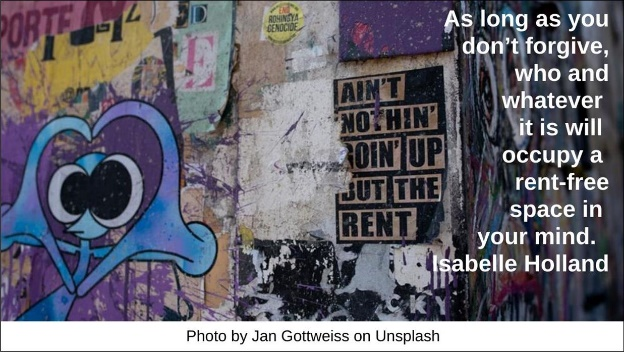 END
ROHINGYA
GENOCIDE
D
E
AIN'T
NOTHIN'
GOIN' UP
BUT THE
RENT
As long as you
don’t forgive,
who and
whatever
it is will
occupy a
rent-free
space in
your mind.
Isabelle Holland
Photo by Jan Gottweiss on Unsplash